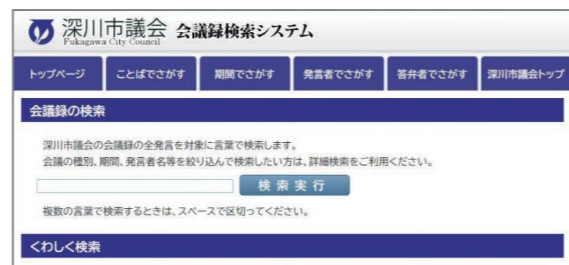 深川市議会 会議録検索システム
Fukagawa City Council
トップページ ことばでさがす 期間でさがす 発言者でさがす 答弁者でさがす 深川市議会トップ
会議録の検索
深川市議会の会議録の全発言を対象に言葉で検索します。
会議の種別、期間、発言者名等を絞り込んで検索したい方は、詳細検索をご利用ください。
検索実行
複数の言葉で検索するときは、スペースで区切ってください。
くわしく検索